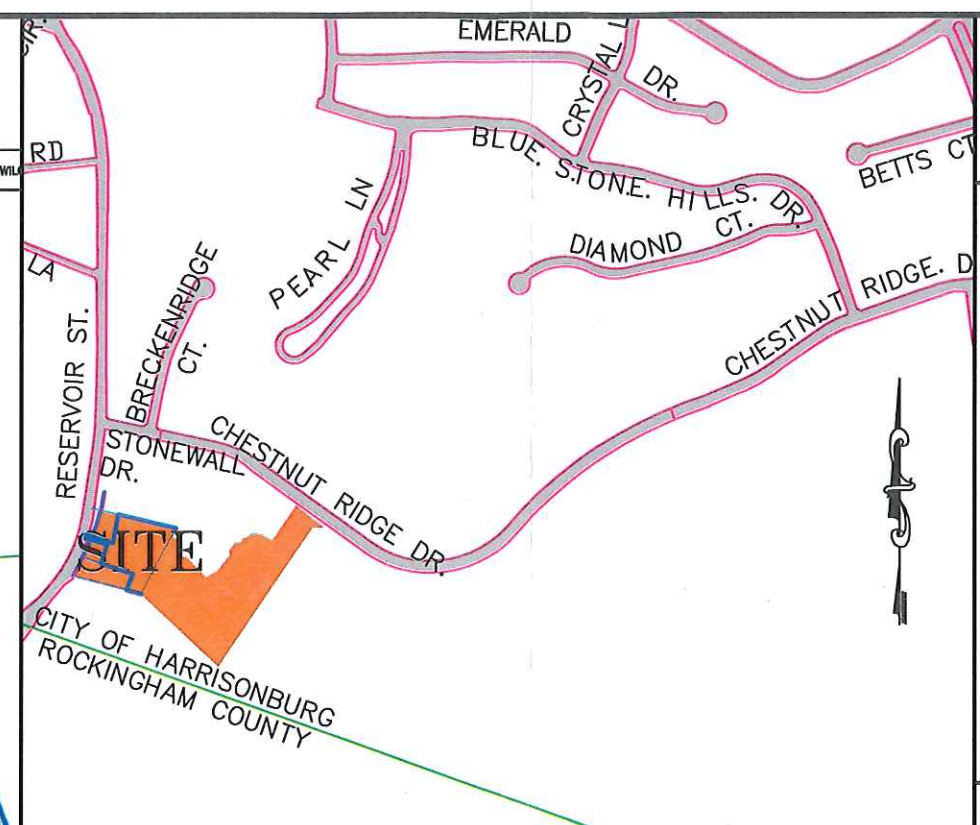 EMERALD
DR.
CRYSTAL L
BLUE. STONE. HILLS. DR.
BETTS CT
RD
LA
PEARL LN
DIAMOND CT.
BRECKENRIDGE
CT.
RESERVOIR ST.
CHESTNUT RIDGE. D
STONEWALL
DR.
CHESTNUT RIDGE DR.
SITE
CITY OF HARRISONBURG
ROCKINGHAM COUNTY